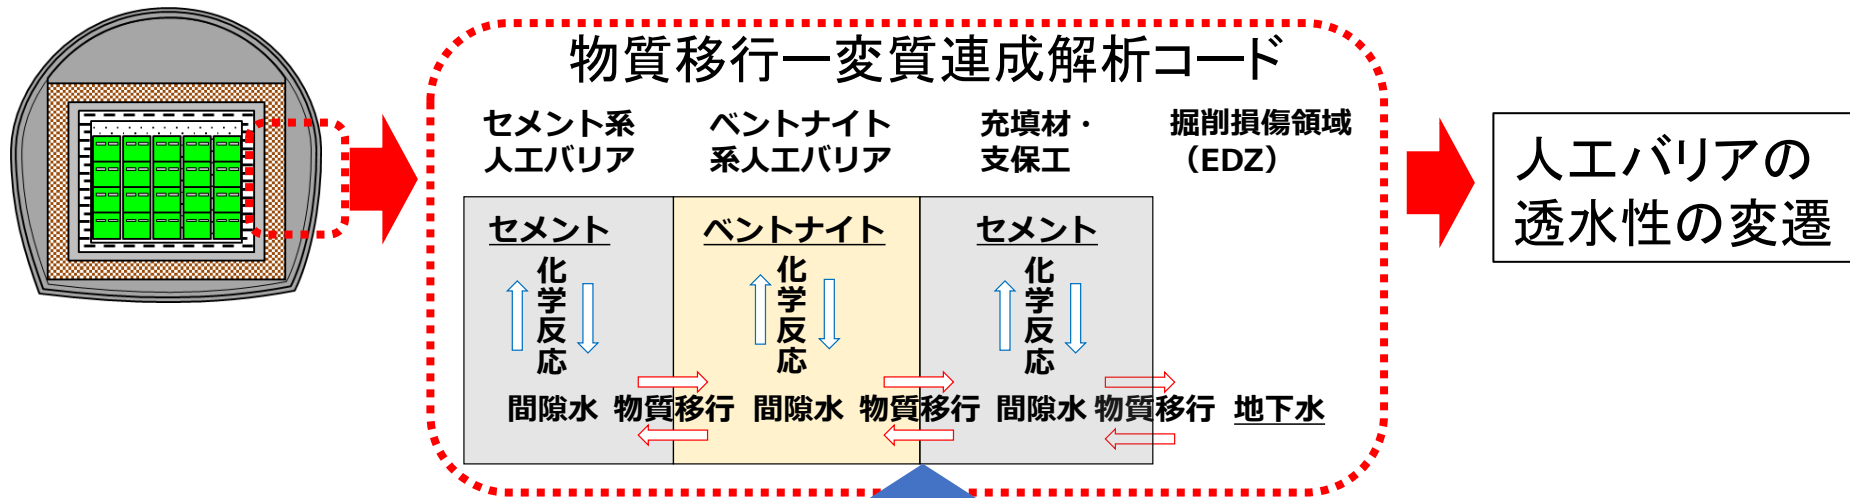 物質移行ー変質連成解析コード
セメント系
人工バリア
ベントナイト
系人工バリア
充填材・
支保工
掘削損傷領域
（EDZ）
セメント
化学反応
間隙水
物質移行
ベントナイト
化学反応
間隙水
物質移行
セメント
化学反応
間隙水
物質移行
地下水
人工バリアの
透水性の変遷